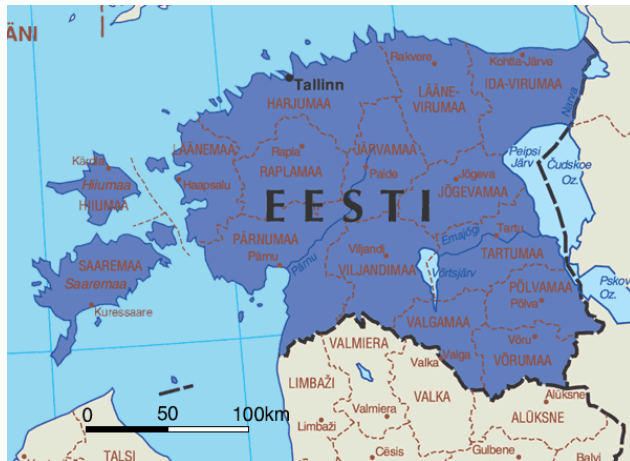 ÄNI
Rakvere
Kohtla-Järve
Tallinn
LÄÄNE-
VIRUMAA
IDA-VIRUMAA
HARJUMAA
Narva
LÄÄNEMAA
Rapla
JÄRVAMAA
Peipsi
Järv
Kärdla
RAPLAMAA
Paide
Čudskoe
Oz.
Hiiumaa
Haapsalu
Jõgeva
JÕGEVAMAA
HIIUMAA
EESTI
PÄRNUMAA
Emajõgi
Tartu
SAAREMAA
Pärnu
Pärnu
Viljandi
VILJANDIMAA
TARTUMAA
Saaremaa
Võrtsjärv
PÕLVAMAA
Pskov
Oz.
Kuressaare
Põlva
VALGAMAA
VALMIERA
Võru
Valka
Valga
VÕRUMAA
LIMBAŽI
VALKA
Alūksne
0
50
100km
Valmiera
ALŪKSNE
Limbaži
TALSI
Cēsis
Gulbene
Balvi